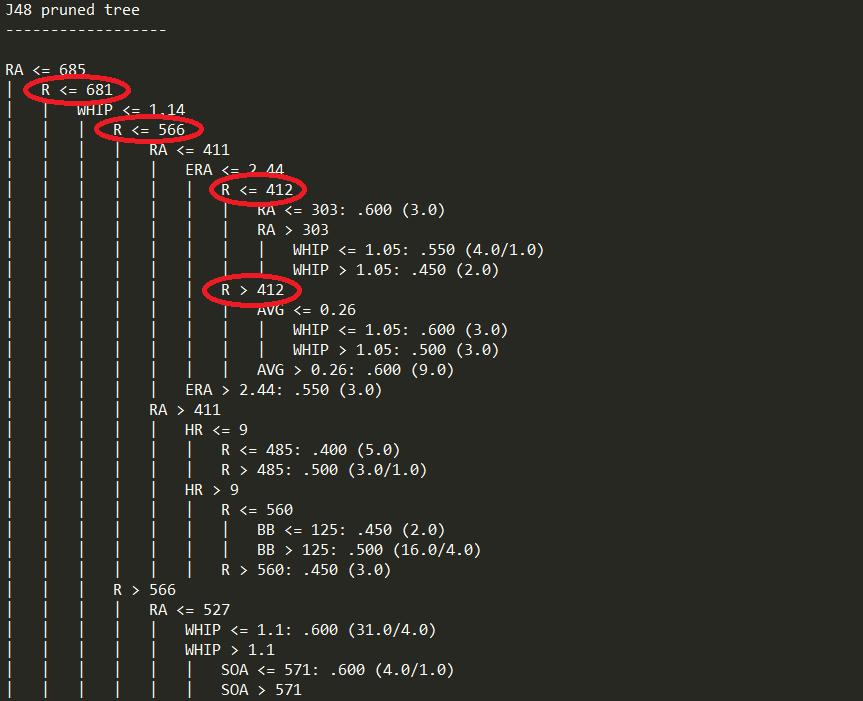 J48 pruned tree
------------------
RA <= 685
|   R <= 681
|   |   WHIP <= 1.14
|   |   |   R <= 566
|   |   |   |   RA <= 411
|   |   |   |   |   ERA <= 2.44
|   |   |   |   |   |   R <= 412
|   |   |   |   |   |   |   RA <= 303: .600 (3.0)
|   |   |   |   |   |   |   RA > 303
|   |   |   |   |   |   |   |   WHIP <= 1.05: .550 (4.0/1.0)
|   |   |   |   |   |   |   |   WHIP > 1.05: .450 (2.0)
|   |   |   |   |   |   R > 412
|   |   |   |   |   |   |   AVG <= 0.26
|   |   |   |   |   |   |   |   WHIP <= 1.05: .600 (3.0)
|   |   |   |   |   |   |   |   WHIP > 1.05: .500 (3.0)
|   |   |   |   |   |   |   AVG > 0.26: .600 (9.0)
|   |   |   |   |   ERA > 2.44: .550 (3.0)
|   |   |   |   RA > 411
|   |   |   |   |   HR <= 9
|   |   |   |   |   |   R <= 485: .400 (5.0)
|   |   |   |   |   |   R > 485: .500 (3.0/1.0)
|   |   |   |   |   HR > 9
|   |   |   |   |   |   R <= 560
|   |   |   |   |   |   |   BB <= 125: .450 (2.0)
|   |   |   |   |   |   |   BB > 125: .500 (16.0/4.0)
|   |   |   |   |   |   R > 560: .450 (3.0)
|   |   |   R > 566
|   |   |   |   RA <= 527
|   |   |   |   |   WHIP <= 1.1: .600 (31.0/4.0)
|   |   |   |   |   WHIP > 1.1
|   |   |   |   |   |   SOA <= 571: .600 (4.0/1.0)
|   |   |   |   |   |   SOA > 571